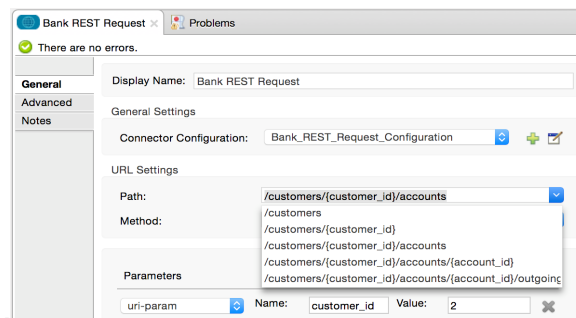 Bank REST Request
Problems
There are no errors.
General
Advanced
Notes
Display Name: Bank REST Request
General Settings
Connector Configuration: Bank_REST_Request_Configuration
URL Settings
Path: /customers/{customer_id}/accounts
Method:
/customers
/customers/{customer_id}
/customers/{customer_id}/accounts
/customers/{customer_id}/accounts/{account_id}
/customers/{customer_id}/accounts/{account_id}/outgoing
Parameters
uri-param Name: customer_id Value: 2